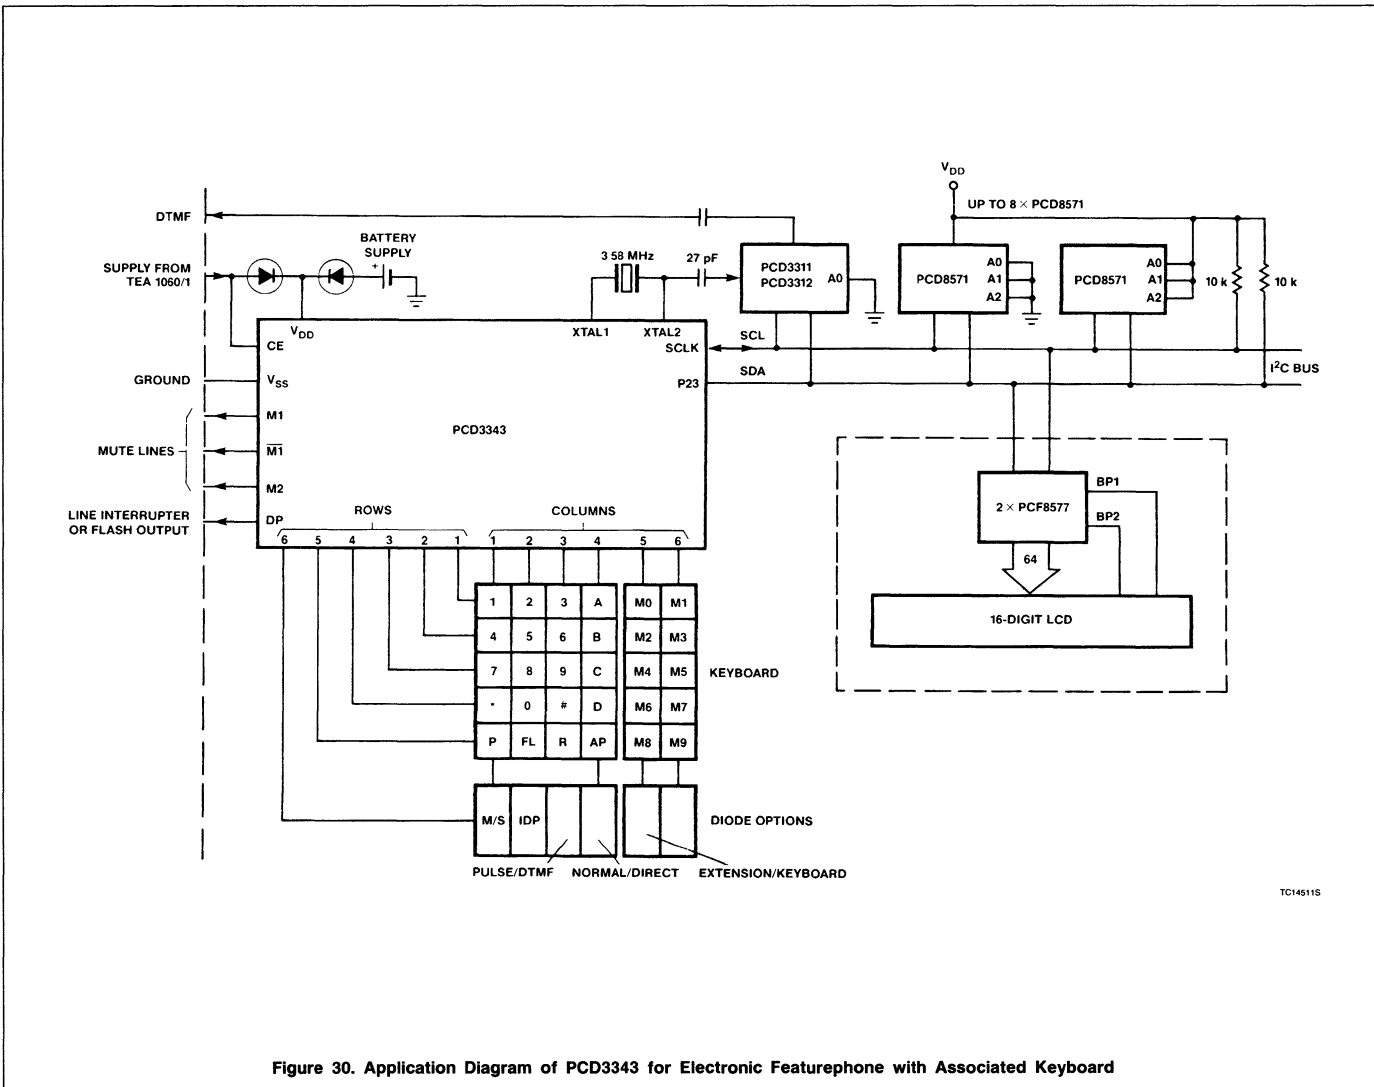 V_DD
UP TO 8 × PCD8571
DTMF
BATTERY
SUPPLY
+
SUPPLY FROM
TEA 1060/1
3 58 MHz
27 pF
PCD3311
PCD3312
A0
PCD8571
A0
A1
A2
PCD8571
A0
A1
A2
10 k
10 k
V_DD
XTAL1
XTAL2
CE
SCLK
SCL
GROUND
V_SS
P23
SDA
I²C BUS
MUTE LINES
M1
M̅1̅
M2
PCD3343
LINE INTERRUPTER
OR FLASH OUTPUT
DP
ROWS
COLUMNS
6 5 4 3 2 1 1 2 3 4 5 6
2 × PCF8577
BP1
BP2
64
16-DIGIT LCD
1 2 3 A M0 M1
4 5 6 B M2 M3
7 8 9 C M4 M5
* 0 # D M6 M7
P FL R AP M8 M9
KEYBOARD
M/S IDP
DIODE OPTIONS
PULSE/DTMF NORMAL/DIRECT EXTENSION/KEYBOARD
TC14511S
Figure 30. Application Diagram of PCD3343 for Electronic Featurephone with Associated Keyboard